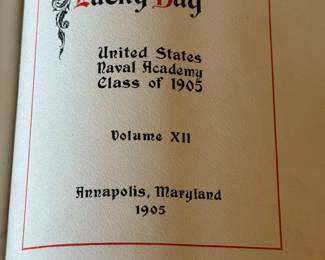 Lucky Bag
United States
Naval Academy
Class of 1905
Volume XII
Annapolis, Maryland
1905